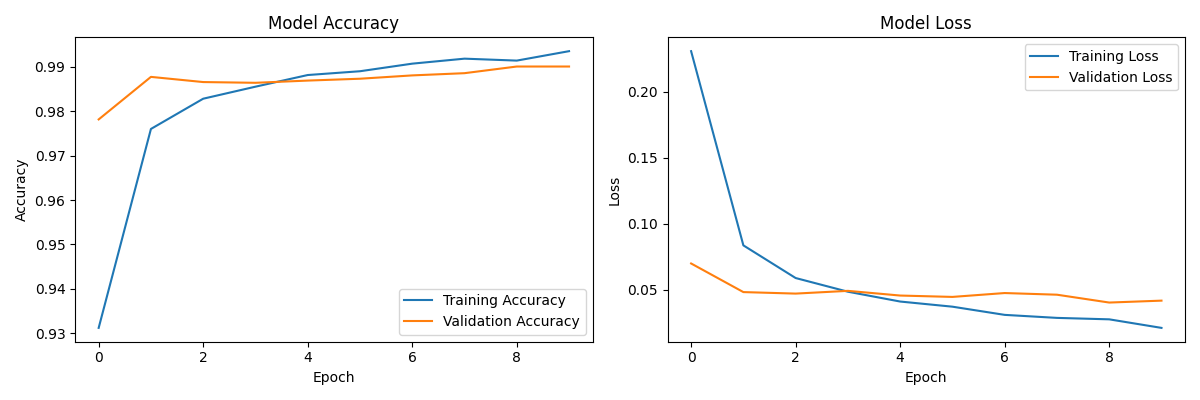 Model Accuracy
Accuracy
0.99
0.98
0.97
0.96
0.95
0.94
0.93
Training Accuracy
Validation Accuracy
0 2 4 6 8
Epoch
Model Loss
Loss
0.20
0.15
0.10
0.05
Training Loss
Validation Loss
0 2 4 6 8
Epoch